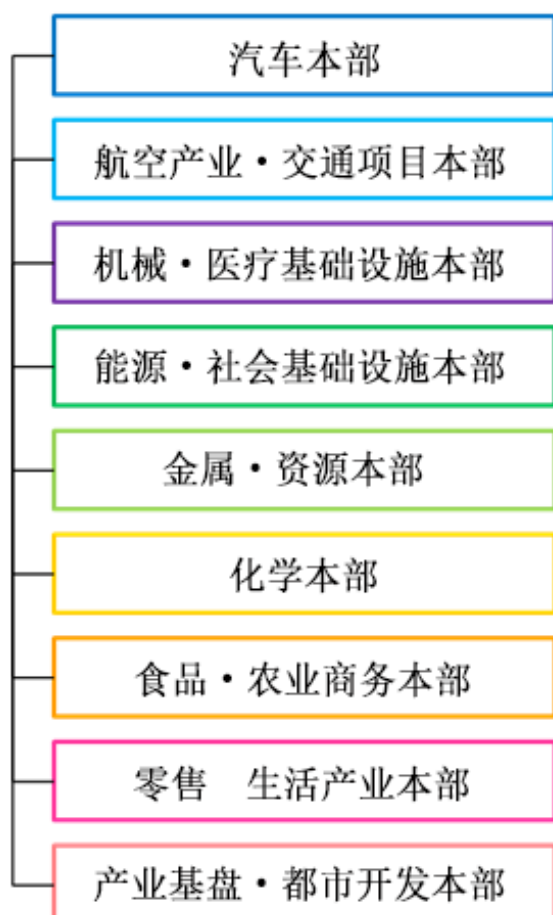 汽车本部
航空产业・交通项目本部
机械・医疗基础设施本部
能源・社会基础设施本部
金属・资源本部
化学本部
食品・农业商务本部
零售　生活产业本部
产业基盘・都市开发本部